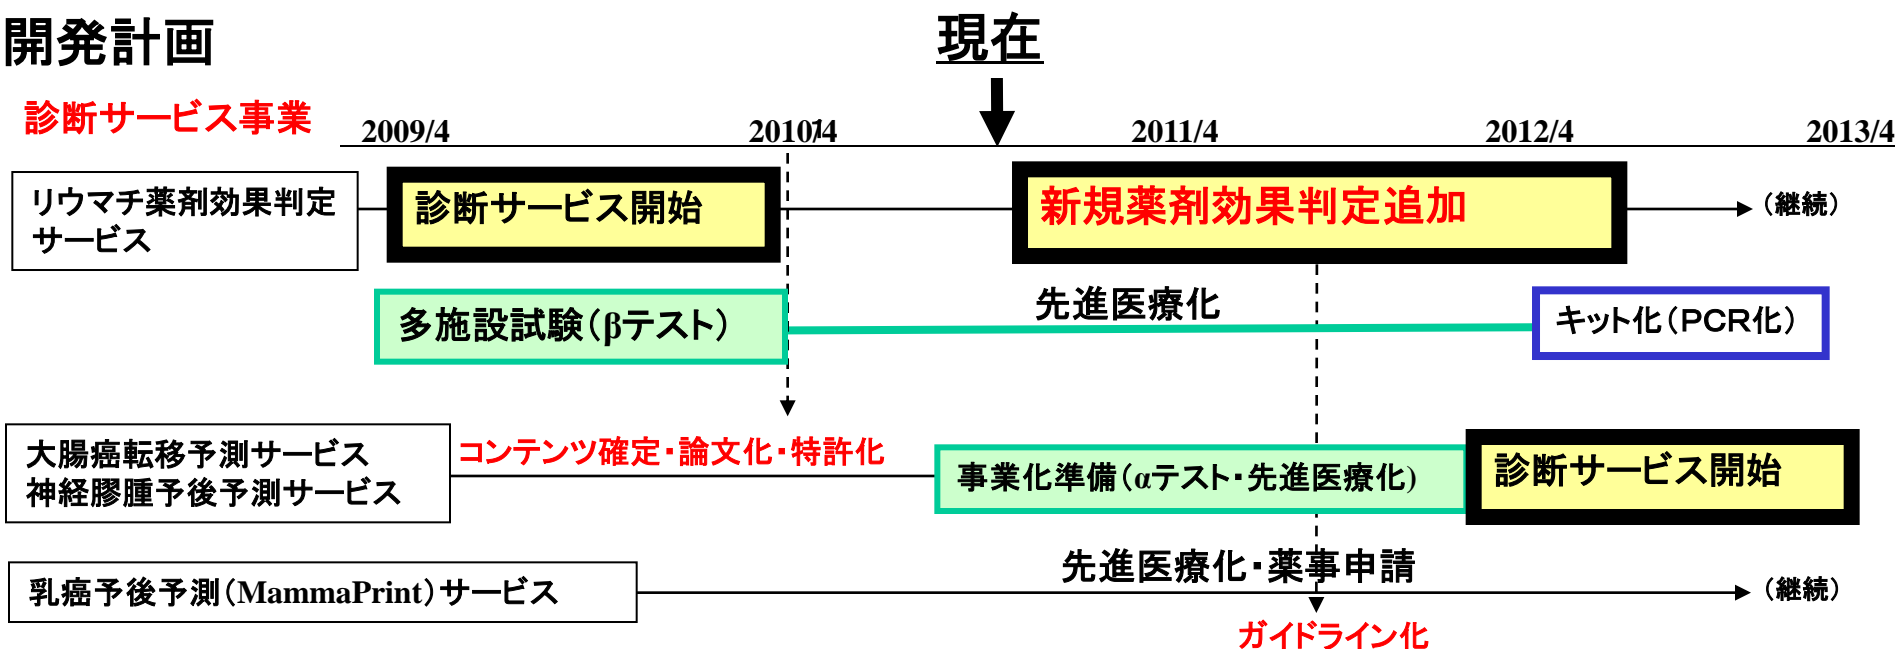 開発計画
現在
診断サービス事業
2009/4
2010/4
2011/4
2012/4
2013/4
リウマチ薬剤効果判定
サービス
診断サービス開始
新規薬剤効果判定追加
（継続）
多施設試験（βテスト）
先進医療化
キット化（ＰＣＲ化）
大腸癌転移予測サービス
神経膠腫予後予測サービス
コンテンツ確定・論文化・特許化
事業化準備（αテスト・先進医療化)
診断サービス開始
乳癌予後予測（MammaPrint）サービス
先進医療化・薬事申請
（継続）
ガイドライン化